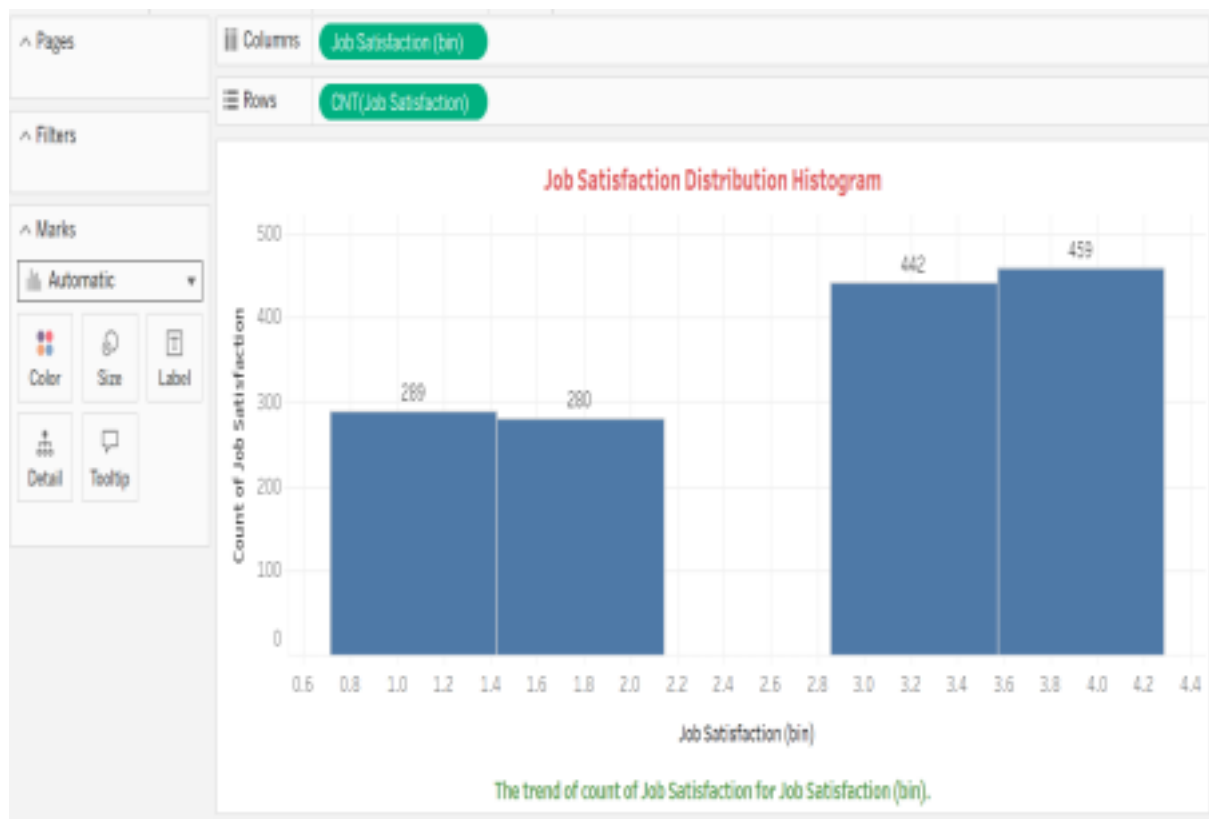 Pages
Columns
Job Satisfaction (bin)
Rows
CNT(Job Satisfaction)
Filters
Marks
Automatic
Color
Size
Label
Detail
Tooltip
Job Satisfaction Distribution Histogram
Count of Job Satisfaction
500
400
300
200
100
0
289
280
442
459
0.6 0.8 1.0 1.2 1.4 1.6 1.8 2.0 2.2 2.4 2.6 2.8 3.0 3.2 3.4 3.6 3.8 4.0 4.2 4.4
Job Satisfaction (bin)
The trend of count of Job Satisfaction for Job Satisfaction (bin).